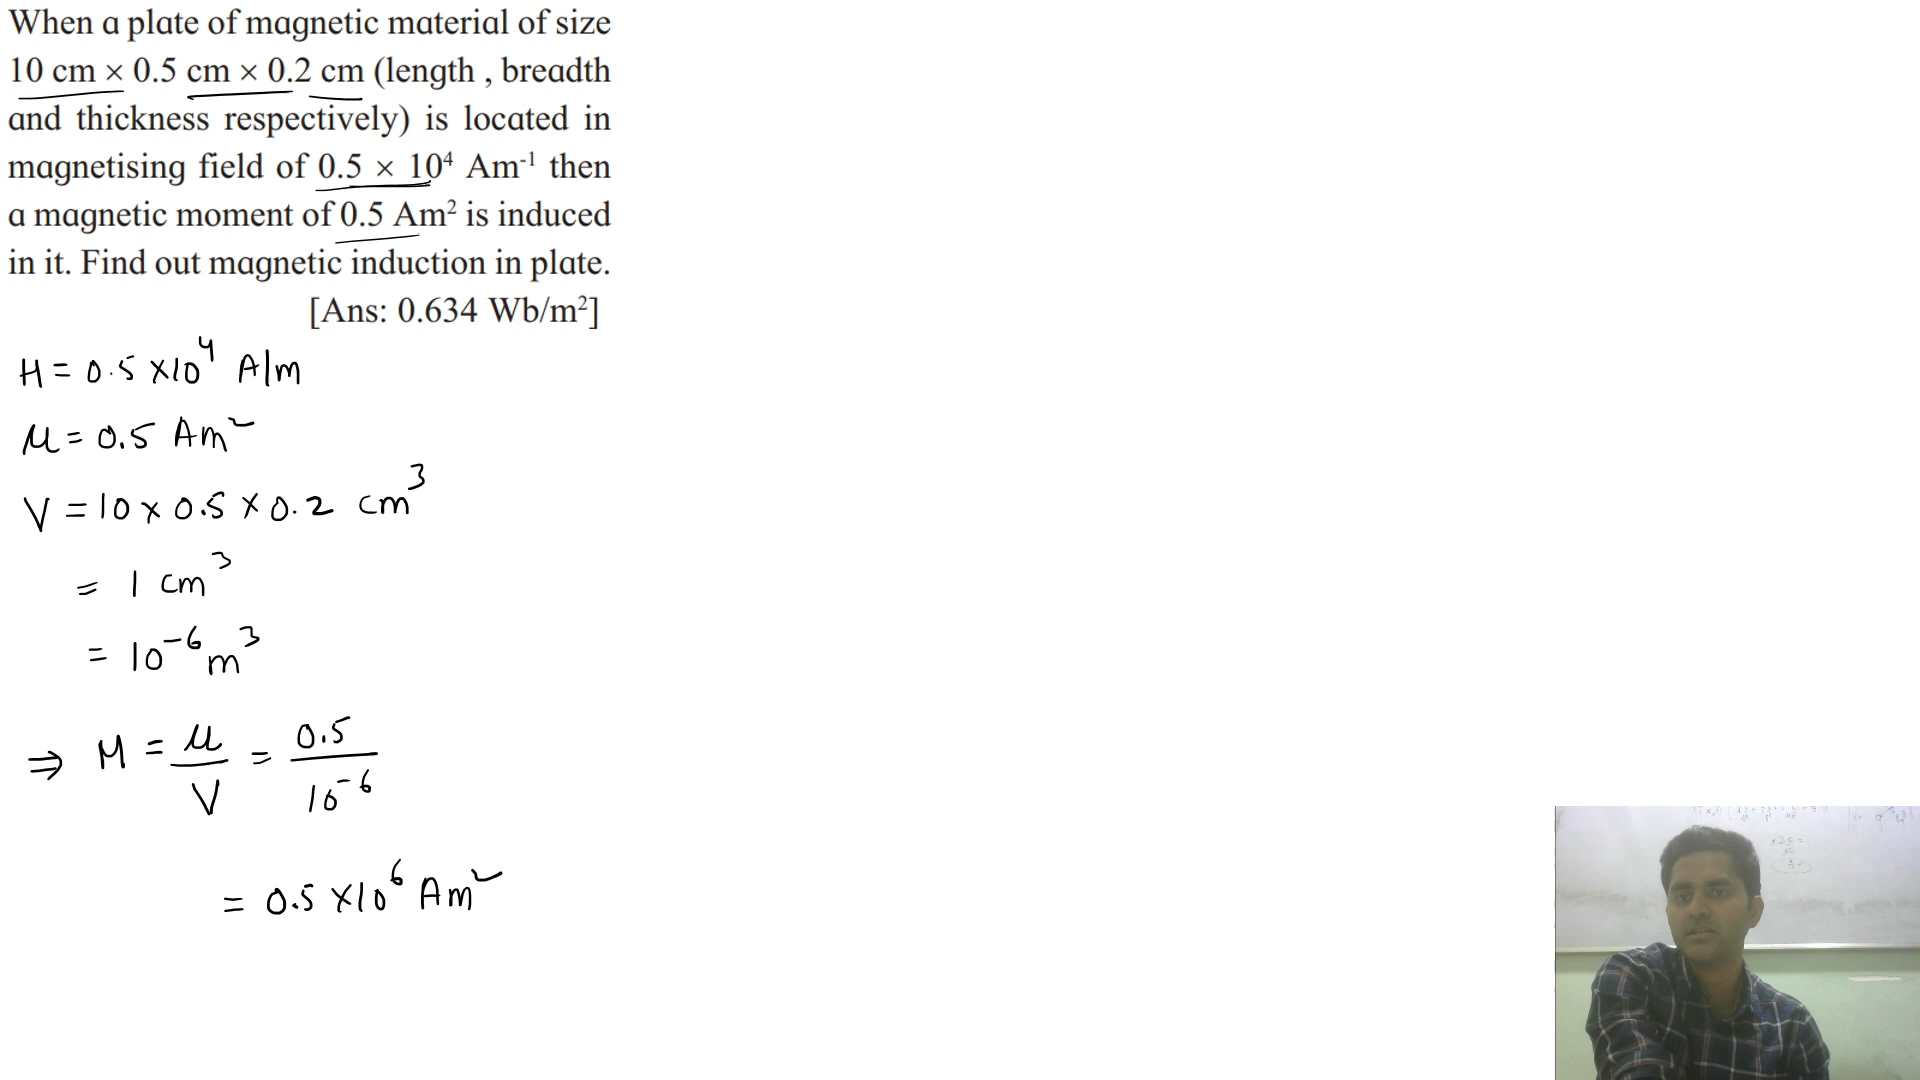 When a plate of magnetic material of size
10 cm × 0.5 cm × 0.2 cm (length , breadth
and thickness respectively) is located in
magnetising field of 0.5 × 10⁴ Am⁻¹ then
a magnetic moment of 0.5 Am² is induced
in it. Find out magnetic induction in plate.
[Ans: 0.634 Wb/m²]
H = 0.5 ×10⁴ A/m
μ = 0.5 Am²
V = 10 × 0.5 × 0.2 cm³
= 1 cm³
= 10⁻⁶ m³
⇒ M = μ/V = 0.5/10⁻⁶
= 0.5 ×10⁶ Am²